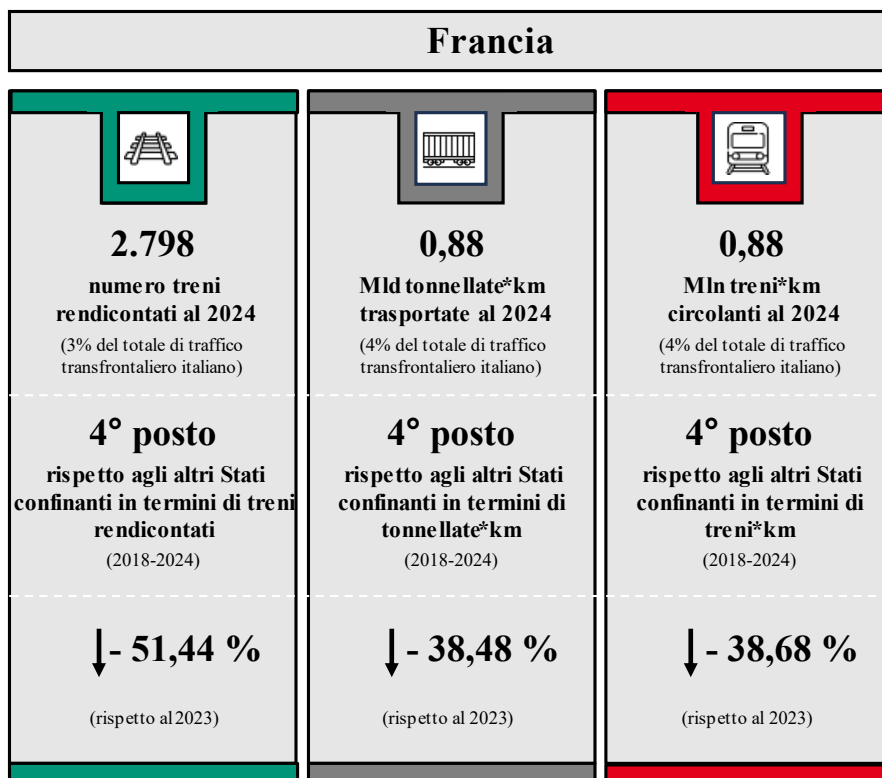 Francia
2.798
numero treni
rendicontati al 2024
(3% del totale di traffico
transfrontaliero italiano)
4° posto
rispetto agli altri Stati
confinanti in termini di treni
rendicontati
(2018-2024)
- 51,44 %
(rispetto al 2023)
0,88
Mld tonnellate*km
trasportate al 2024
(4% del totale di traffico
transfrontaliero italiano)
4° posto
rispetto agli altri Stati
confinanti in termini di
tonnellate*km
(2018-2024)
- 38,48 %
(rispetto al 2023)
0,88
Mln treni*km
circolanti al 2024
(4% del totale di traffico
transfrontaliero italiano)
4° posto
rispetto agli altri Stati
confinanti in termini di
treni*km
(2018-2024)
- 38,68 %
(rispetto al 2023)